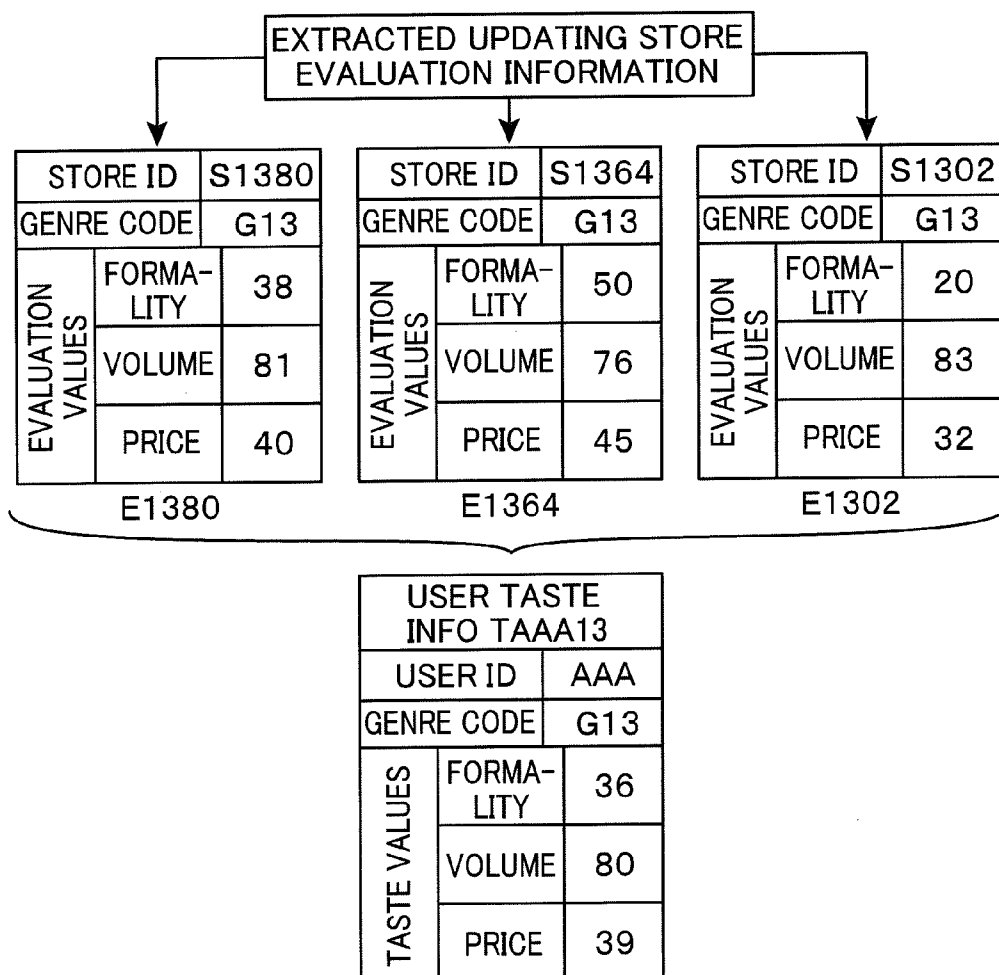 EXTRACTED UPDATING STORE
EVALUATION INFORMATION
STORE ID S1380
GENRE CODE G13
EVALUATION
VALUES
FORMA-
LITY
38
VOLUME 81
PRICE 40
E1380
STORE ID S1364
GENRE CODE G13
EVALUATION
VALUES
FORMA-
LITY
50
VOLUME 76
PRICE 45
E1364
STORE ID S1302
GENRE CODE G13
EVALUATION
VALUES
FORMA-
LITY
20
VOLUME 83
PRICE 32
E1302
USER TASTE
INFO TAAA13
USER ID AAA
GENRE CODE G13
TASTE VALUES
FORMA-
LITY
36
VOLUME 80
PRICE 39